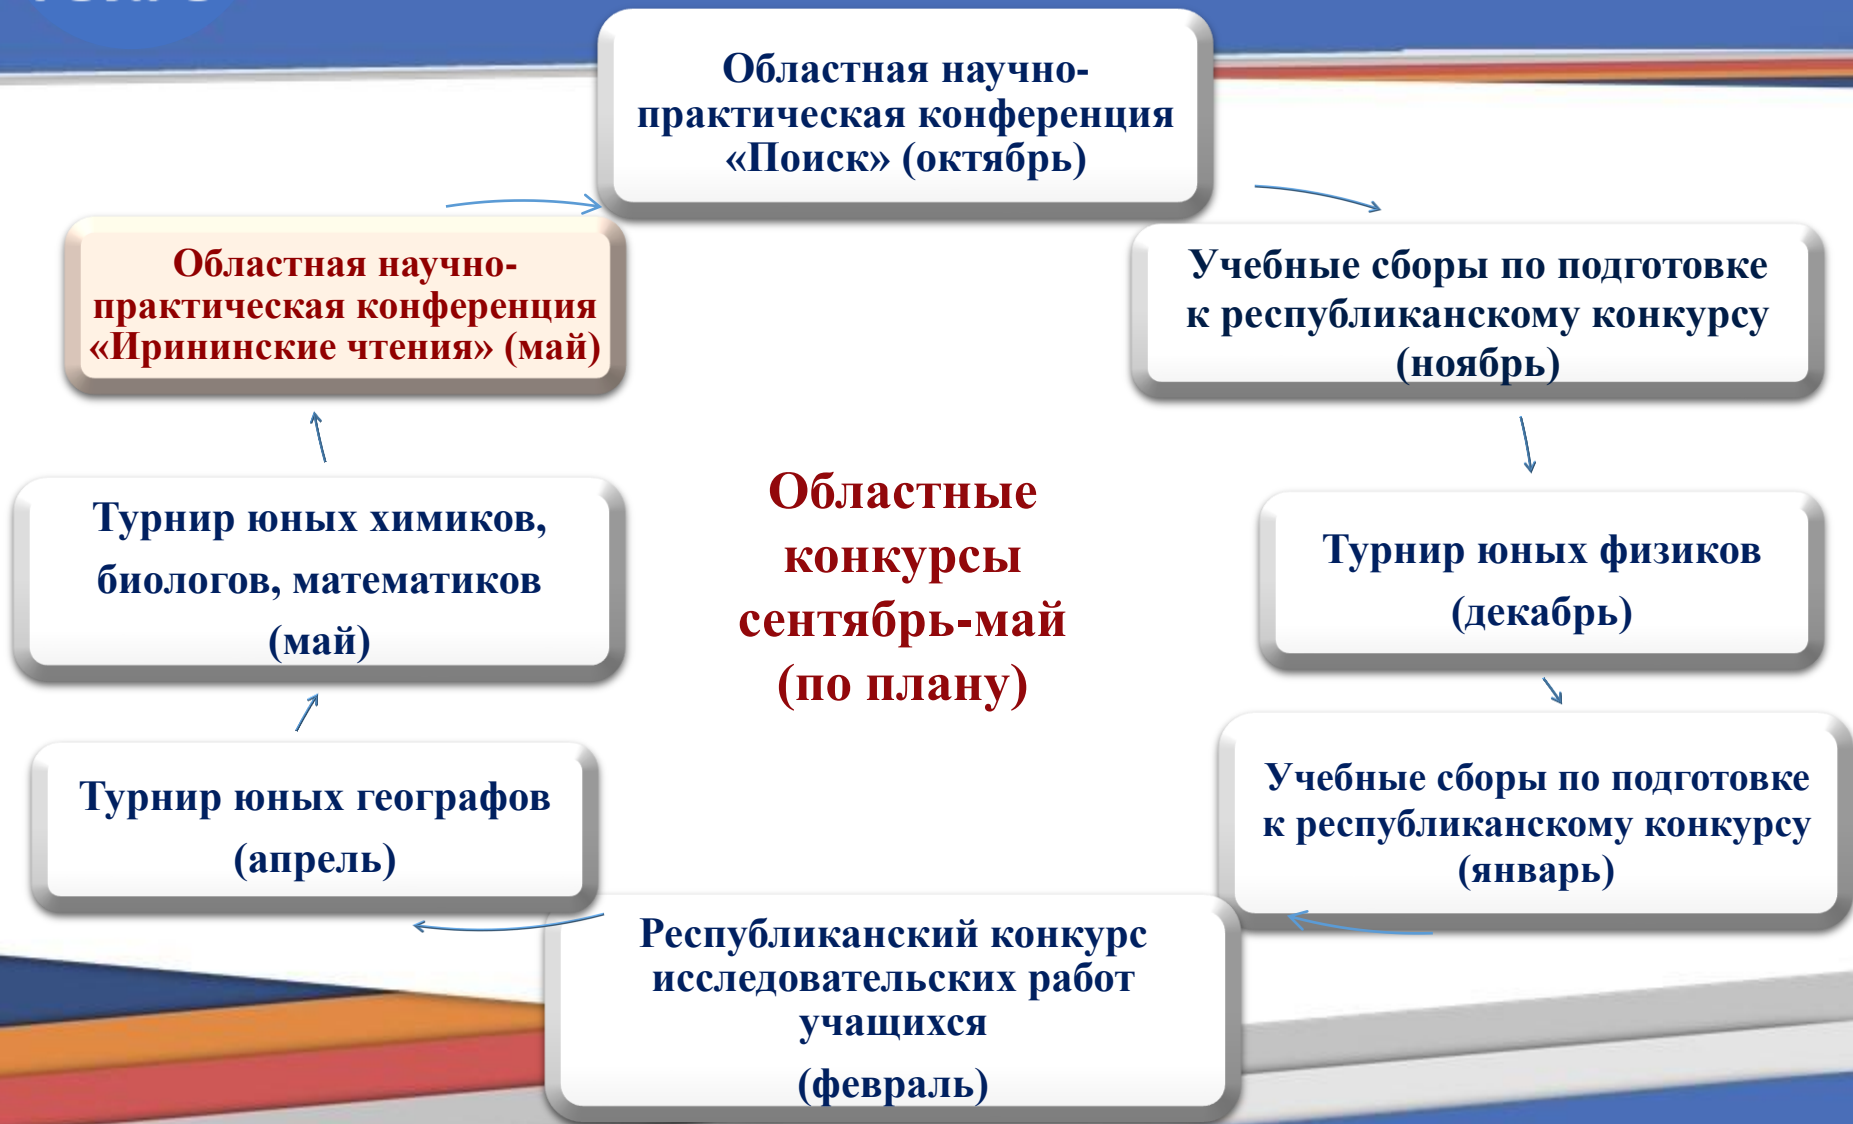 Областная научно-
практическая конференция
«Поиск» (октябрь)
Учебные сборы по подготовке
к республиканскому конкурсу
(ноябрь)
Турнир юных физиков
(декабрь)
Учебные сборы по подготовке
к республиканскому конкурсу
(январь)
Республиканский конкурс
исследовательских работ
учащихся
(февраль)
Турнир юных географов
(апрель)
Турнир юных химиков,
биологов, математиков
(май)
Областная научно-
практическая конференция
«Ирининские чтения» (май)
Областные
конкурсы
сентябрь-май
(по плану)